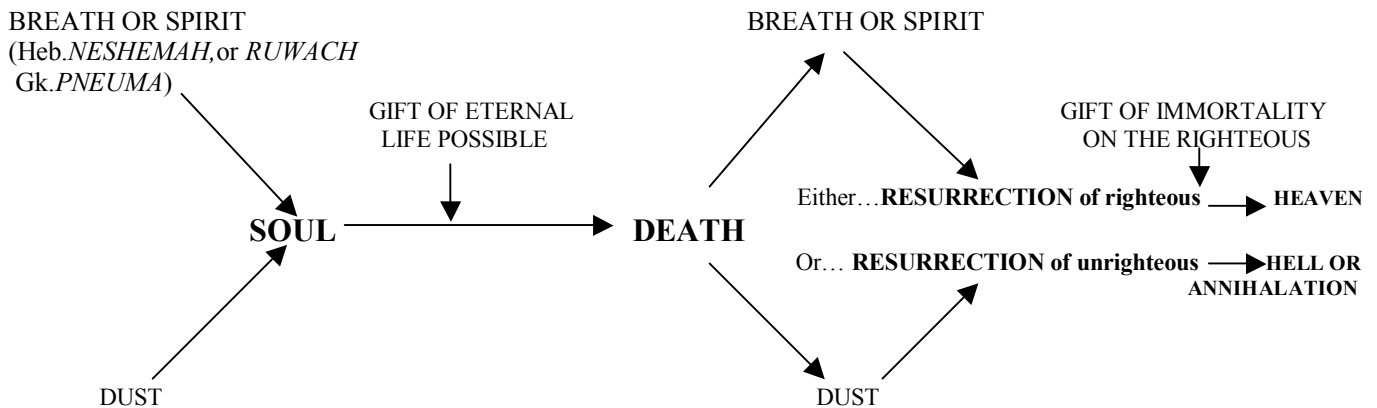 BREATH OR SPIRIT
(Heb.NESHEMAH,or RUWACH
Gk.PNEUMA)
BREATH OR SPIRIT
GIFT OF ETERNAL
LIFE POSSIBLE
GIFT OF IMMORTALITY
ON THE RIGHTEOUS
Either…RESURRECTION of righteous
HEAVEN
SOUL
DEATH
Or… RESURRECTION of unrighteous
HELL OR
ANNIHALATION
DUST
DUST